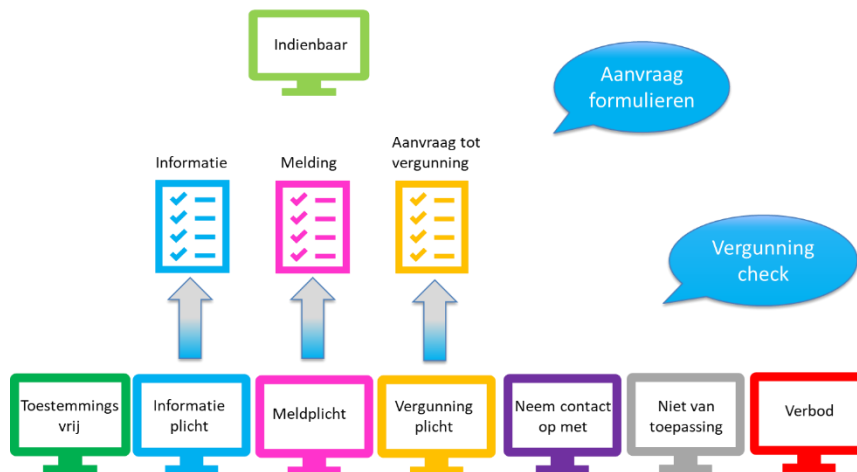 Indienbaar
Aanvraag
formulieren
Informatie
Melding
Aanvraag tot
vergunning
Vergunning
check
Toestemmings
vrij
Informatie
plicht
Meldplicht
Vergunning
plicht
Neem contact
op met
Niet van
toepassing
Verbod